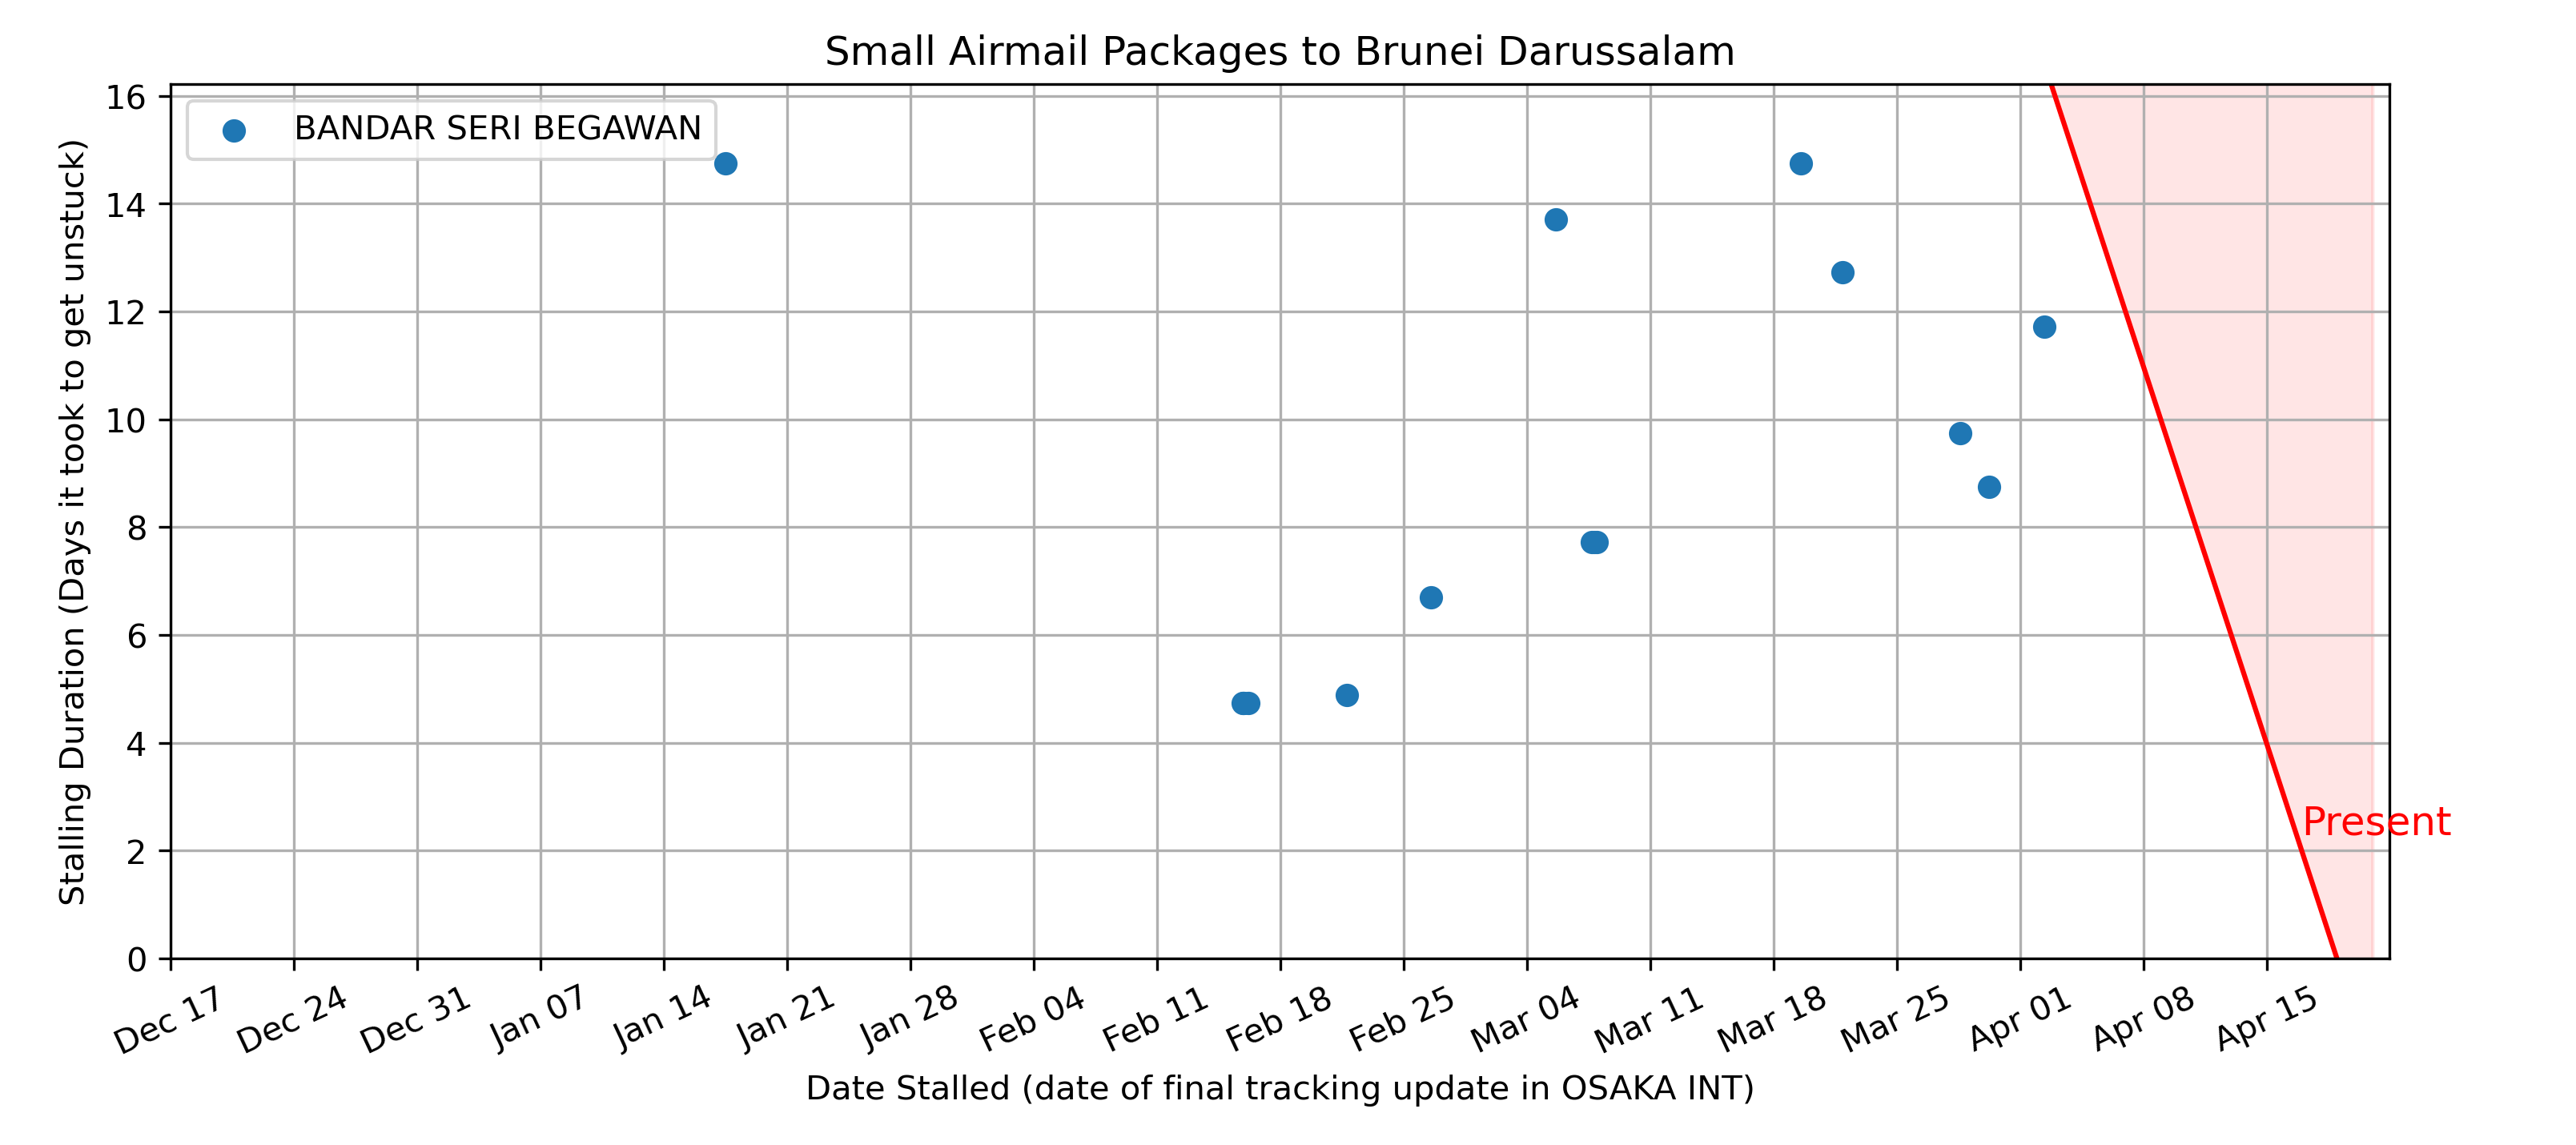 Small Airmail Packages to Brunei Darussalam
BANDAR SERI BEGAWAN
Stalling Duration (Days it took to get unstuck)
16
14
12
10
8
6
4
2
0
Present
Dec 17 Dec 24 Dec 31 Jan 07 Jan 14 Jan 21 Jan 28 Feb 04 Feb 11 Feb 18 Feb 25 Mar 04 Mar 11 Mar 18 Mar 25 Apr 01 Apr 08 Apr 15
Date Stalled (date of final tracking update in OSAKA INT)